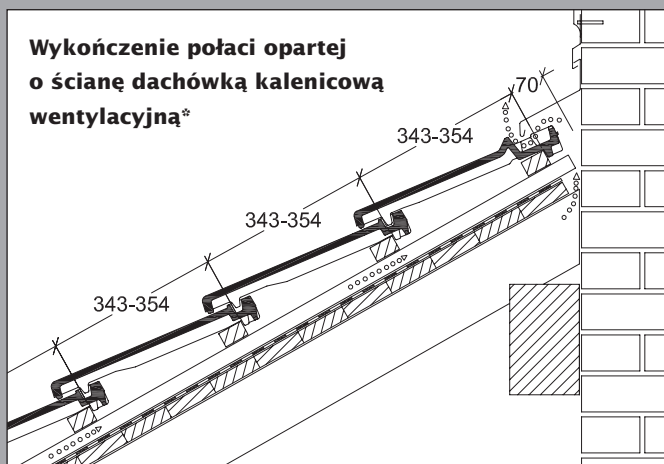 Wykończenie połaci opartej
o ścianę dachówką kalenicową
wentylacyjną*
70
343-354
343-354
343-354